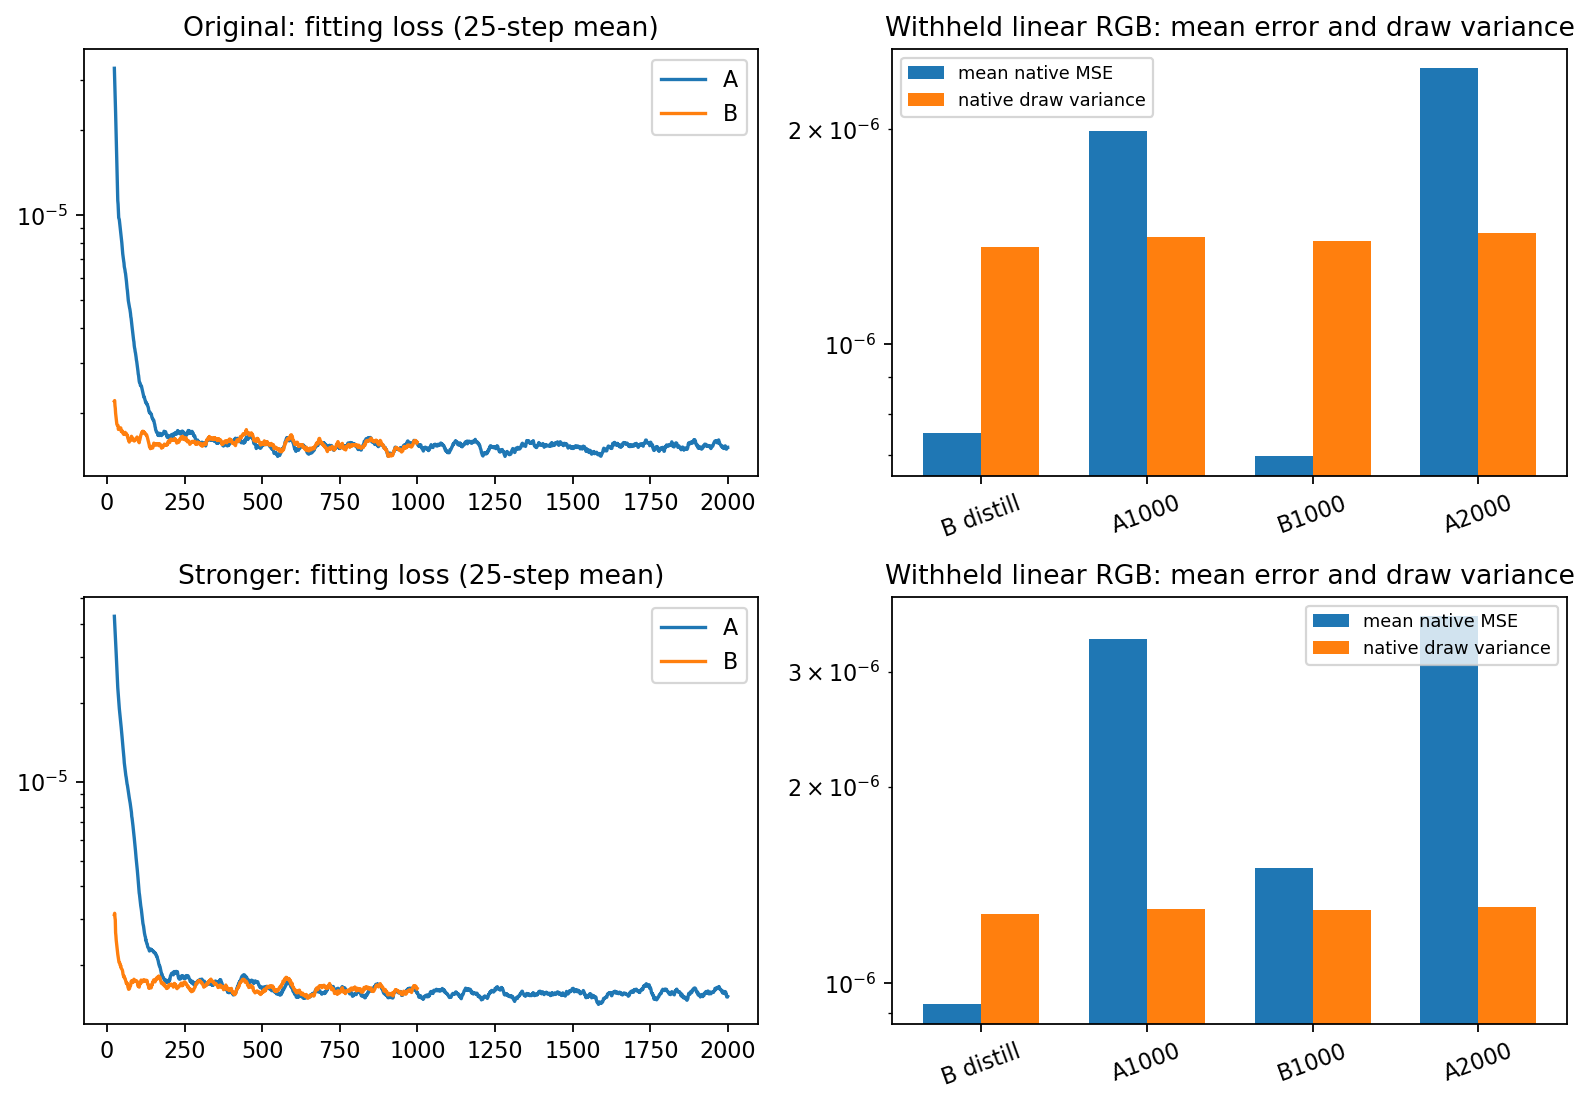 Original: fitting loss (25-step mean)
A
B
10⁻⁵
0 250 500 750 1000 1250 1500 1750 2000
Withheld linear RGB: mean error and draw variance
mean native MSE
native draw variance
2 × 10⁻⁶
10⁻⁶
B distill A1000 B1000 A2000
Stronger: fitting loss (25-step mean)
A
B
10⁻⁵
0 250 500 750 1000 1250 1500 1750 2000
Withheld linear RGB: mean error and draw variance
mean native MSE
native draw variance
3 × 10⁻⁶
2 × 10⁻⁶
10⁻⁶
B distill A1000 B1000 A2000